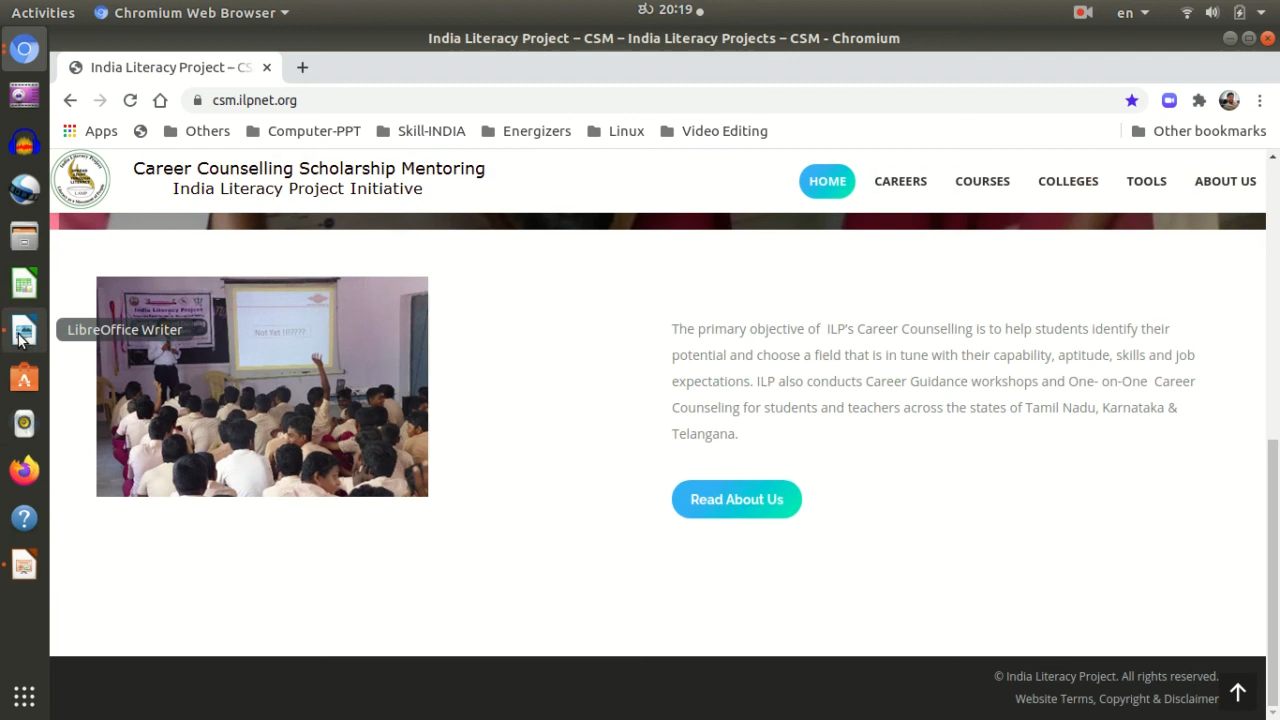 Activities
Chromium Web Browser
20:19
en
India Literacy Project – CSM – India Literacy Projects – CSM - Chromium
India Literacy Project – CS
csm.ilpnet.org
Apps
Others
Computer-PPT
Skill-INDIA
Energizers
Linux
Video Editing
Other bookmarks
Career Counselling Scholarship Mentoring
India Literacy Project Initiative
HOME
CAREERS
COURSES
COLLEGES
TOOLS
ABOUT US
India Literacy Project
Not Yet !!!????
LibreOffice Writer
The primary objective of ILP’s Career Counselling is to help students identify their
potential and choose a field that is in tune with their capability, aptitude, skills and job
expectations. ILP also conducts Career Guidance workshops and One- on-One Career
Counseling for students and teachers across the states of Tamil Nadu, Karnataka &
Telangana.
Read About Us
© India Literacy Project. All rights reserved.
Website Terms, Copyright & Disclaimer